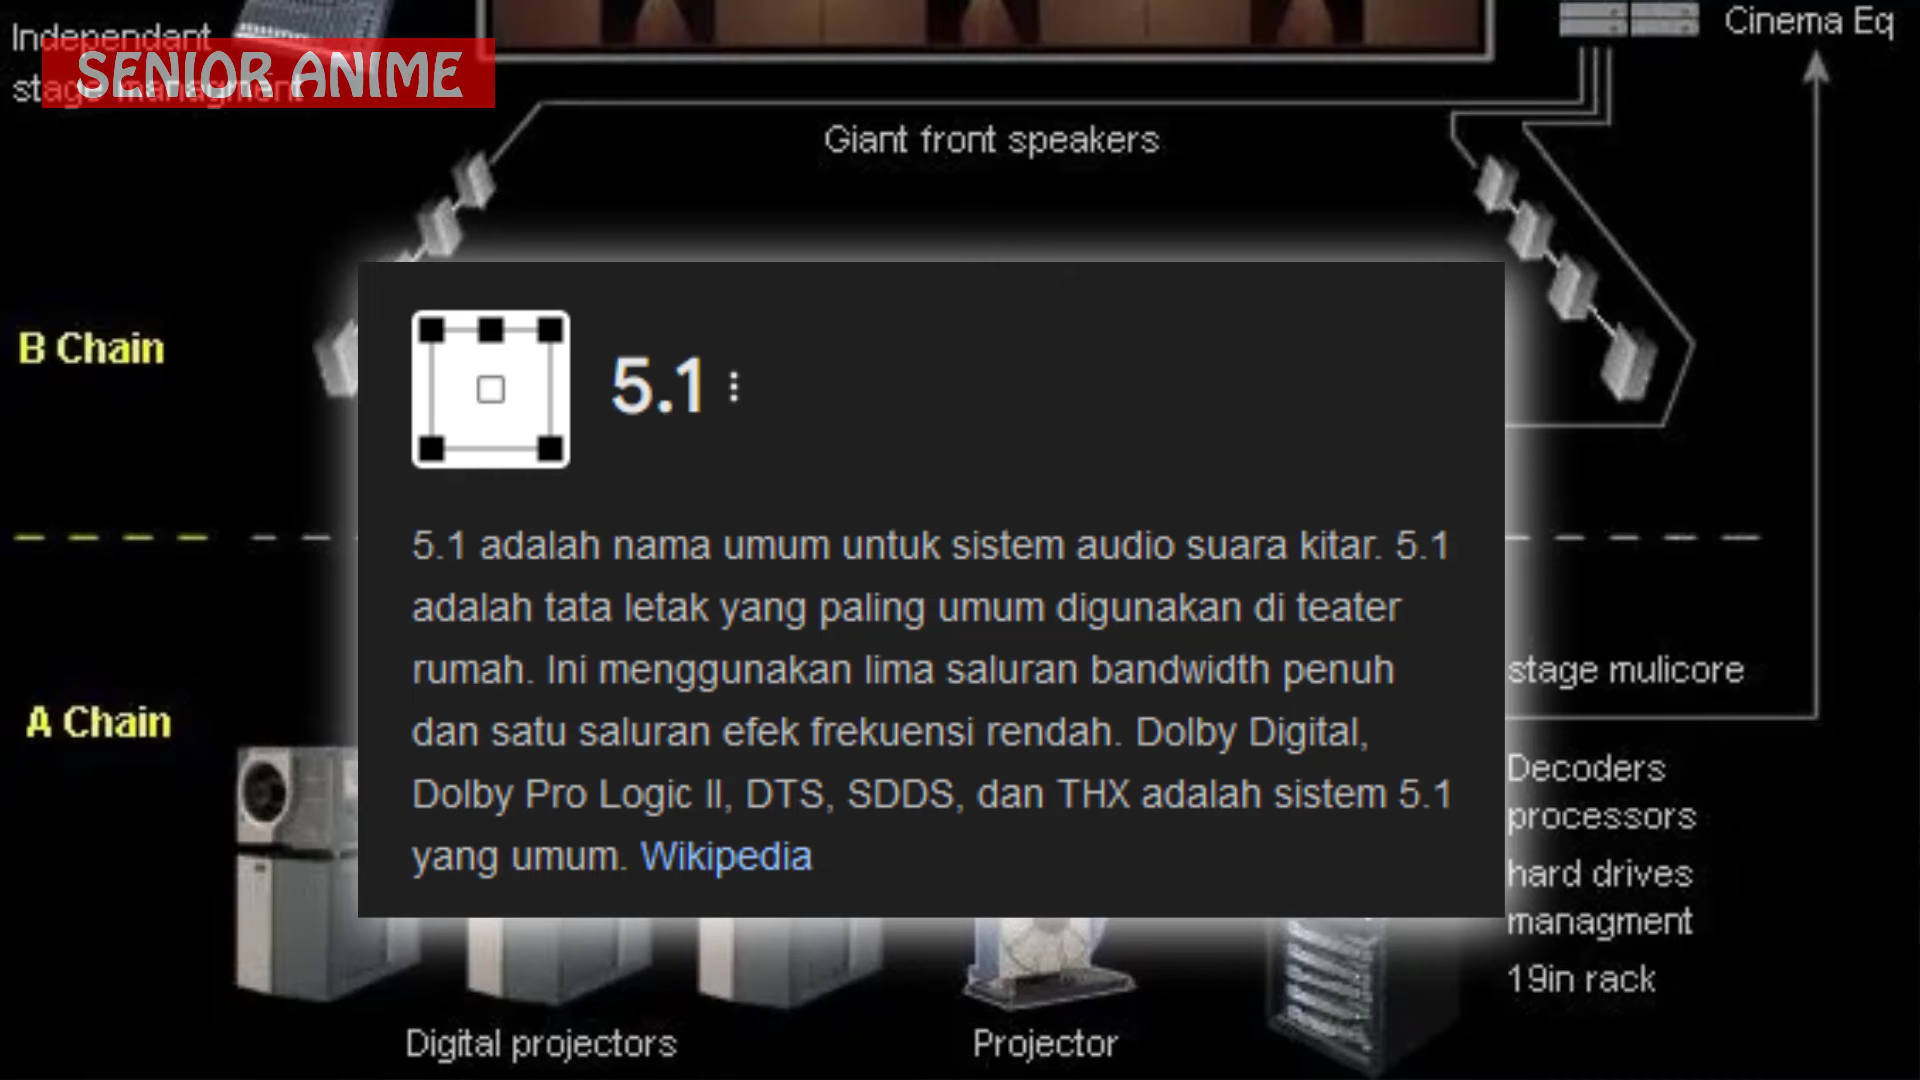 Independant
stage managment
SENIOR ANIME
Cinema Eq
Giant front speakers
B Chain
5.1
5.1 adalah nama umum untuk sistem audio suara kitar. 5.1
adalah tata letak yang paling umum digunakan di teater
rumah. Ini menggunakan lima saluran bandwidth penuh
dan satu saluran efek frekuensi rendah. Dolby Digital,
Dolby Pro Logic II, DTS, SDDS, dan THX adalah sistem 5.1
yang umum. Wikipedia
stage mulicore
A Chain
Decoders
processors
hard drives
managment
19in rack
Digital projectors
Projector